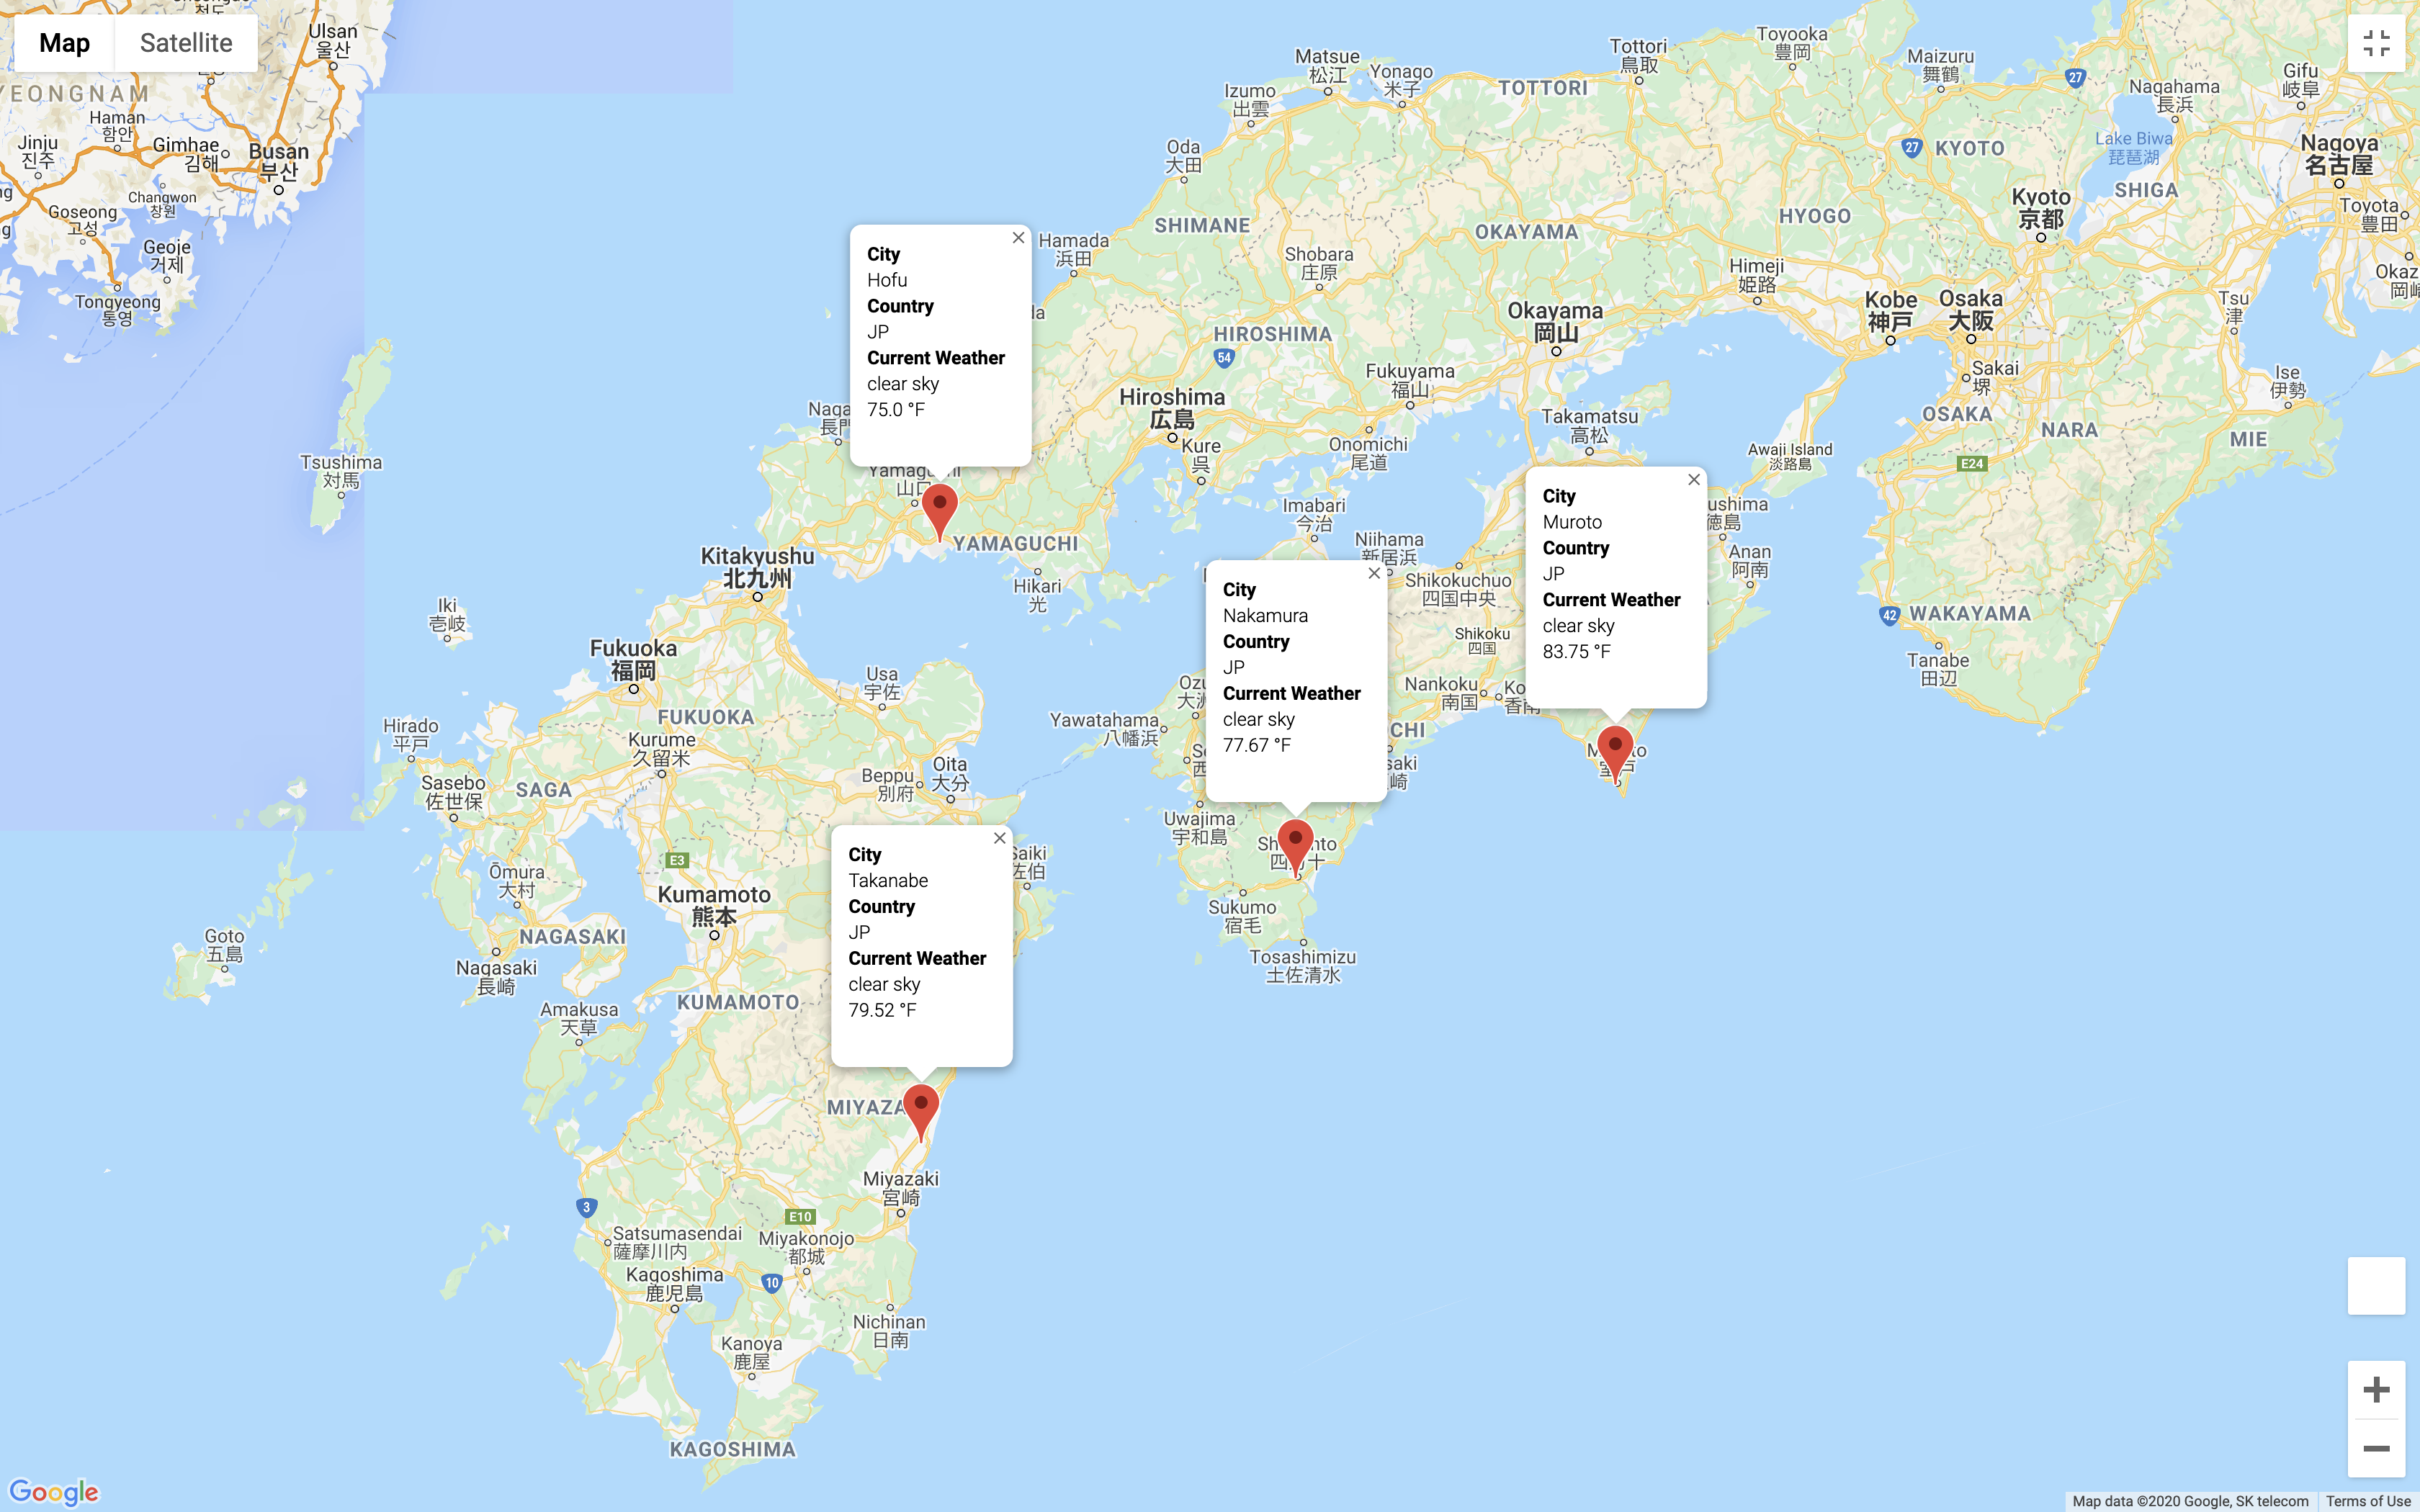 Map
Satellite
Ulsan
울산
Haman
함안
Jinju
진주
Gimhae
김해
Busan
부산
Changwon
창원
Goseong
고성
Geoje
거제
Tongyeong
통영
Tsushima
対馬
Iki
壱岐
Hirado
平戸
Sasebo
佐世保
Goto
五島
Matsue
松江
Yonago
米子
Izumo
出雲
Oda
大田
TOTTORI
Tottori
鳥取
Toyooka
豊岡
Maizuru
舞鶴
27
Nagahama
長浜
Gifu
岐阜
27
KYOTO
Lake Biwa
琵琶湖
Nagoya
名古屋
SHIGA
Kyoto
京都
Toyota
豊田
HYOGO
SHIMANE
OKAYAMA
Hamada
浜田
Shobara
庄原
Himeji
姫路
Okayama
岡山
Kobe
神戸
Osaka
大阪
Tsu
津
HIROSHIMA
54
Fukuyama
福山
Sakai
堺
Ise
伊勢
Hiroshima
広島
Kure
呉
Onomichi
尾道
Takamatsu
高松
OSAKA
NARA
MIE
Awaji Island
淡路島
E24
City
Hofu
Country
JP
Current Weather
clear sky
75.0 °F
YAMAGUCHI
Hikari
光
Imabari
今治
Niihama
新居浜
Shikokuchuo
四国中央
Shikoku
四国
Nankoku
南国
Anan
阿南
42
WAKAYAMA
Tanabe
田辺
City
Muroto
Country
JP
Current Weather
clear sky
83.75 °F
City
Nakamura
Country
JP
Current Weather
clear sky
77.67 °F
Kitakyushu
北九州
Fukuoka
福岡
FUKUOKA
Usa
宇佐
Kurume
久留米
SAGA
Beppu
別府
Oita
大分
Yawatahama
八幡浜
Uwajima
宇和島
Sukumo
宿毛
Tosashimizu
土佐清水
E3
Ōmura
大村
Kumamoto
熊本
NAGASAKI
Nagasaki
長崎
KUMAMOTO
Amakusa
天草
City
Takanabe
Country
JP
Current Weather
clear sky
79.52 °F
Miyazaki
宮崎
3
E10
Satsumasendai
薩摩川内
Miyakonojo
都城
Kagoshima
鹿児島
10
Nichinan
日南
Kanoya
鹿屋
KAGOSHIMA
Google
Map data ©2020 Google, SK telecom
Terms of Use